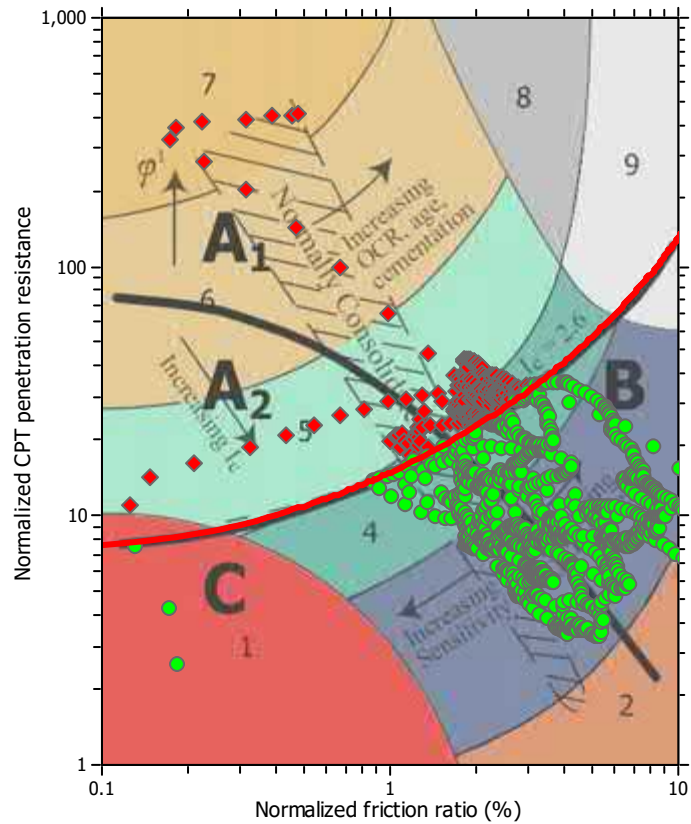 1,000
7
8
9
φ'
Increasing
OCR, age,
cementation
A1
Normally Consolid
Normalized CPT penetration resistance
100
6
Ic = 2.6
A2
B
Increasing Ic
5
10
4
C
Increasing
Sensitivity
1
2
1
0.1
1
10
Normalized friction ratio (%)